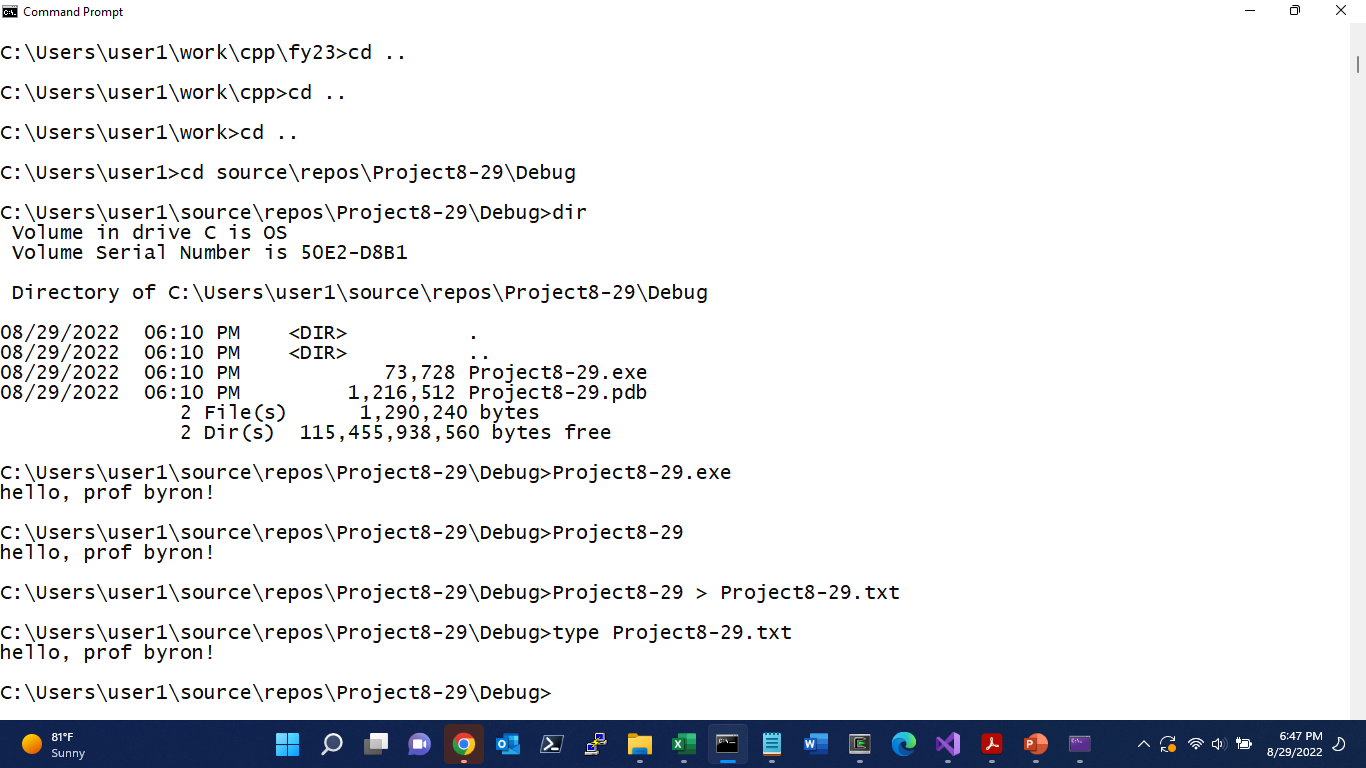 Command Prompt
C:\Users\user1\work\cpp\fy23>cd ..
C:\Users\user1\work\cpp>cd ..
C:\Users\user1\work>cd ..
C:\Users\user1>cd source\repos\Project8-29\Debug
C:\Users\user1\source\repos\Project8-29\Debug>dir
 Volume in drive C is OS
 Volume Serial Number is 50E2-D8B1
 Directory of C:\Users\user1\source\repos\Project8-29\Debug
08/29/2022  06:10 PM    <DIR>          .
08/29/2022  06:10 PM    <DIR>          ..
08/29/2022  06:10 PM            73,728 Project8-29.exe
08/29/2022  06:10 PM         1,216,512 Project8-29.pdb
               2 File(s)      1,290,240 bytes
               2 Dir(s)  115,455,938,560 bytes free
C:\Users\user1\source\repos\Project8-29\Debug>Project8-29.exe
hello, prof byron!
C:\Users\user1\source\repos\Project8-29\Debug>Project8-29
hello, prof byron!
C:\Users\user1\source\repos\Project8-29\Debug>Project8-29 > Project8-29.txt
C:\Users\user1\source\repos\Project8-29\Debug>type Project8-29.txt
hello, prof byron!
C:\Users\user1\source\repos\Project8-29\Debug>
81°F
Sunny
6:47 PM
8/29/2022